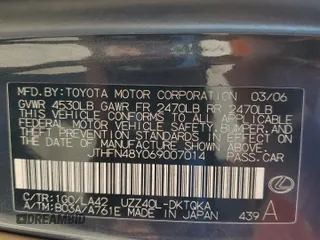 MFD.BY: TOYOTA MOTOR CORPORATION 03/06
GVWR 4530LB GAWR FR 2470LB RR 2470LB
THIS VEHICLE CONFORMS TO ALL APPLICABLE
FEDERAL MOTOR VEHICLE SAFETY, BUMPER, AND
THEFT PREVENTION STANDARDS IN EFFECT ON
THE DATE OF MANUFACTURE SHOWN ABOVE.
JTHFN48Y069007014 PASS.CAR
C/TR: 1G0/LA42 UZZ40L-DKTQKA
A/TM: B03A/A761E MADE IN JAPAN 439 A
DREAMBID